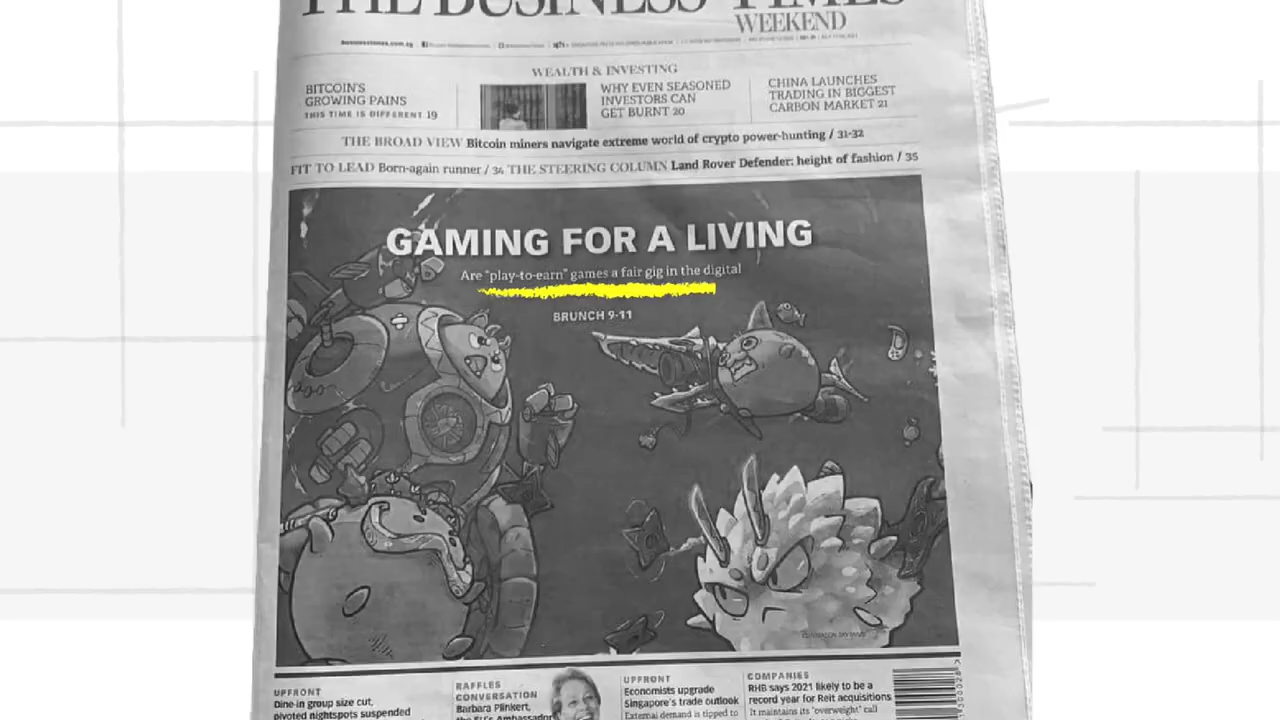 THE BUSINESS TIMES
WEEKEND
businesstimes.com.sg
WEALTH & INVESTING
BITCOIN'S
GROWING PAINS
THIS TIME IS DIFFERENT 19
WHY EVEN SEASONED
INVESTORS CAN
GET BURNT 20
CHINA LAUNCHES
TRADING IN BIGGEST
CARBON MARKET 21
THE BROAD VIEW Bitcoin miners navigate extreme world of crypto power-hunting / 31-32
FIT TO LEAD Born-again runner / 34 THE STEERING COLUMN Land Rover Defender: height of fashion / 35
GAMING FOR A LIVING
Are "play-to-earn" games a fair gig in the digital
BRUNCH 9-11
UPFRONT
Dine-in group size cut,
pivoted nightspots suspended
RAFFLES
CONVERSATION
Barbara Plinkert,
the EU's Ambassador
UPFRONT
Economists upgrade
Singapore's trade outlook
External demand is tipped to
COMPANIES
RHB says 2021 likely to be a
record year for Reit acquisitions
It maintains its "overweight" call